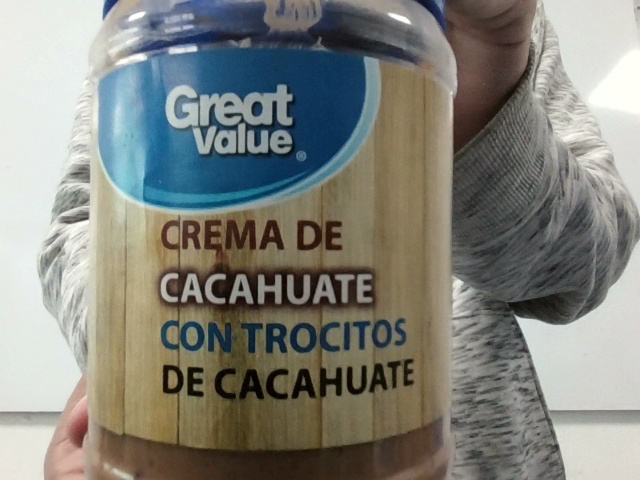 Great
Value®
CREMA DE
CACAHUATE
CON TROCITOS
DE CACAHUATE